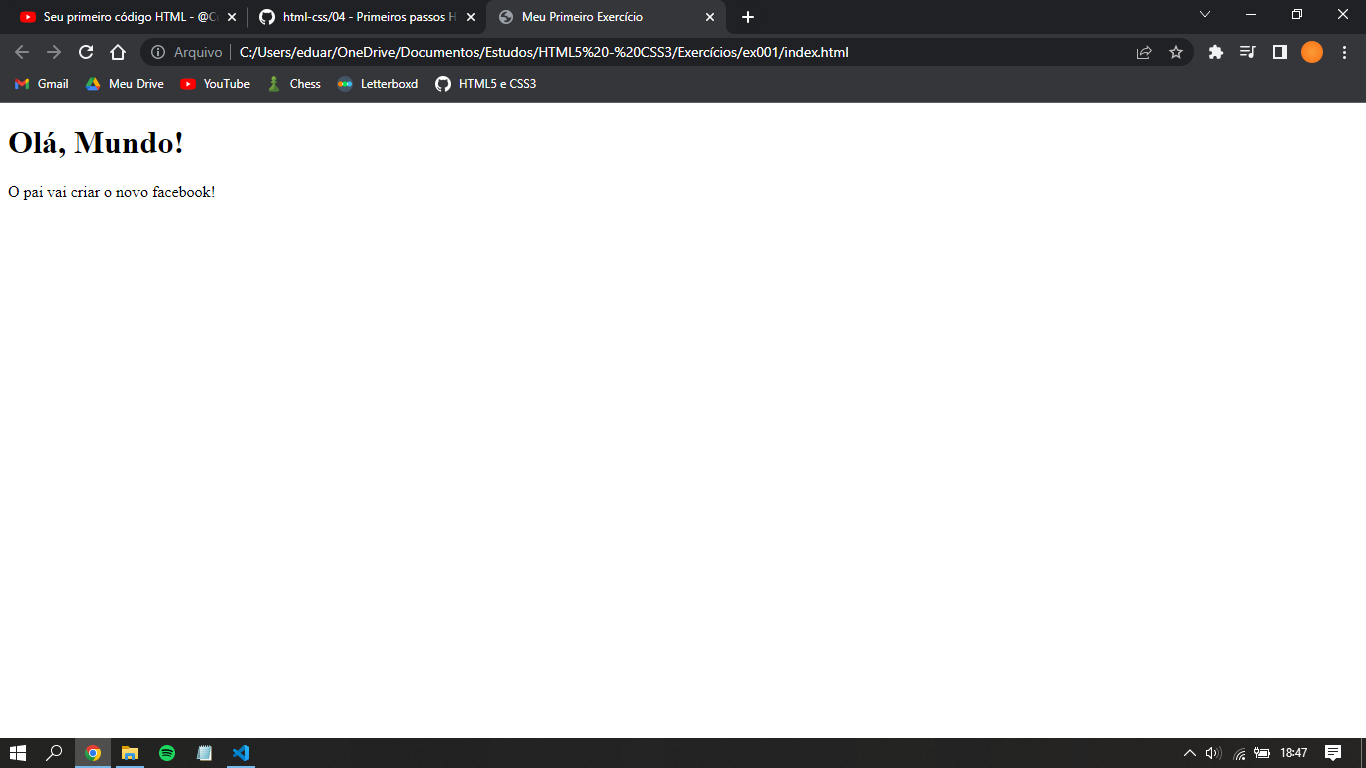 Seu primeiro código HTML - @Cu
html-css/04 - Primeiros passos H
Meu Primeiro Exercício
Arquivo
C:/Users/eduar/OneDrive/Documentos/Estudos/HTML5%20-%20CSS3/Exercícios/ex001/index.html
Gmail
Meu Drive
YouTube
Chess
Letterboxd
HTML5 e CSS3
Olá, Mundo!
O pai vai criar o novo facebook!
18:47